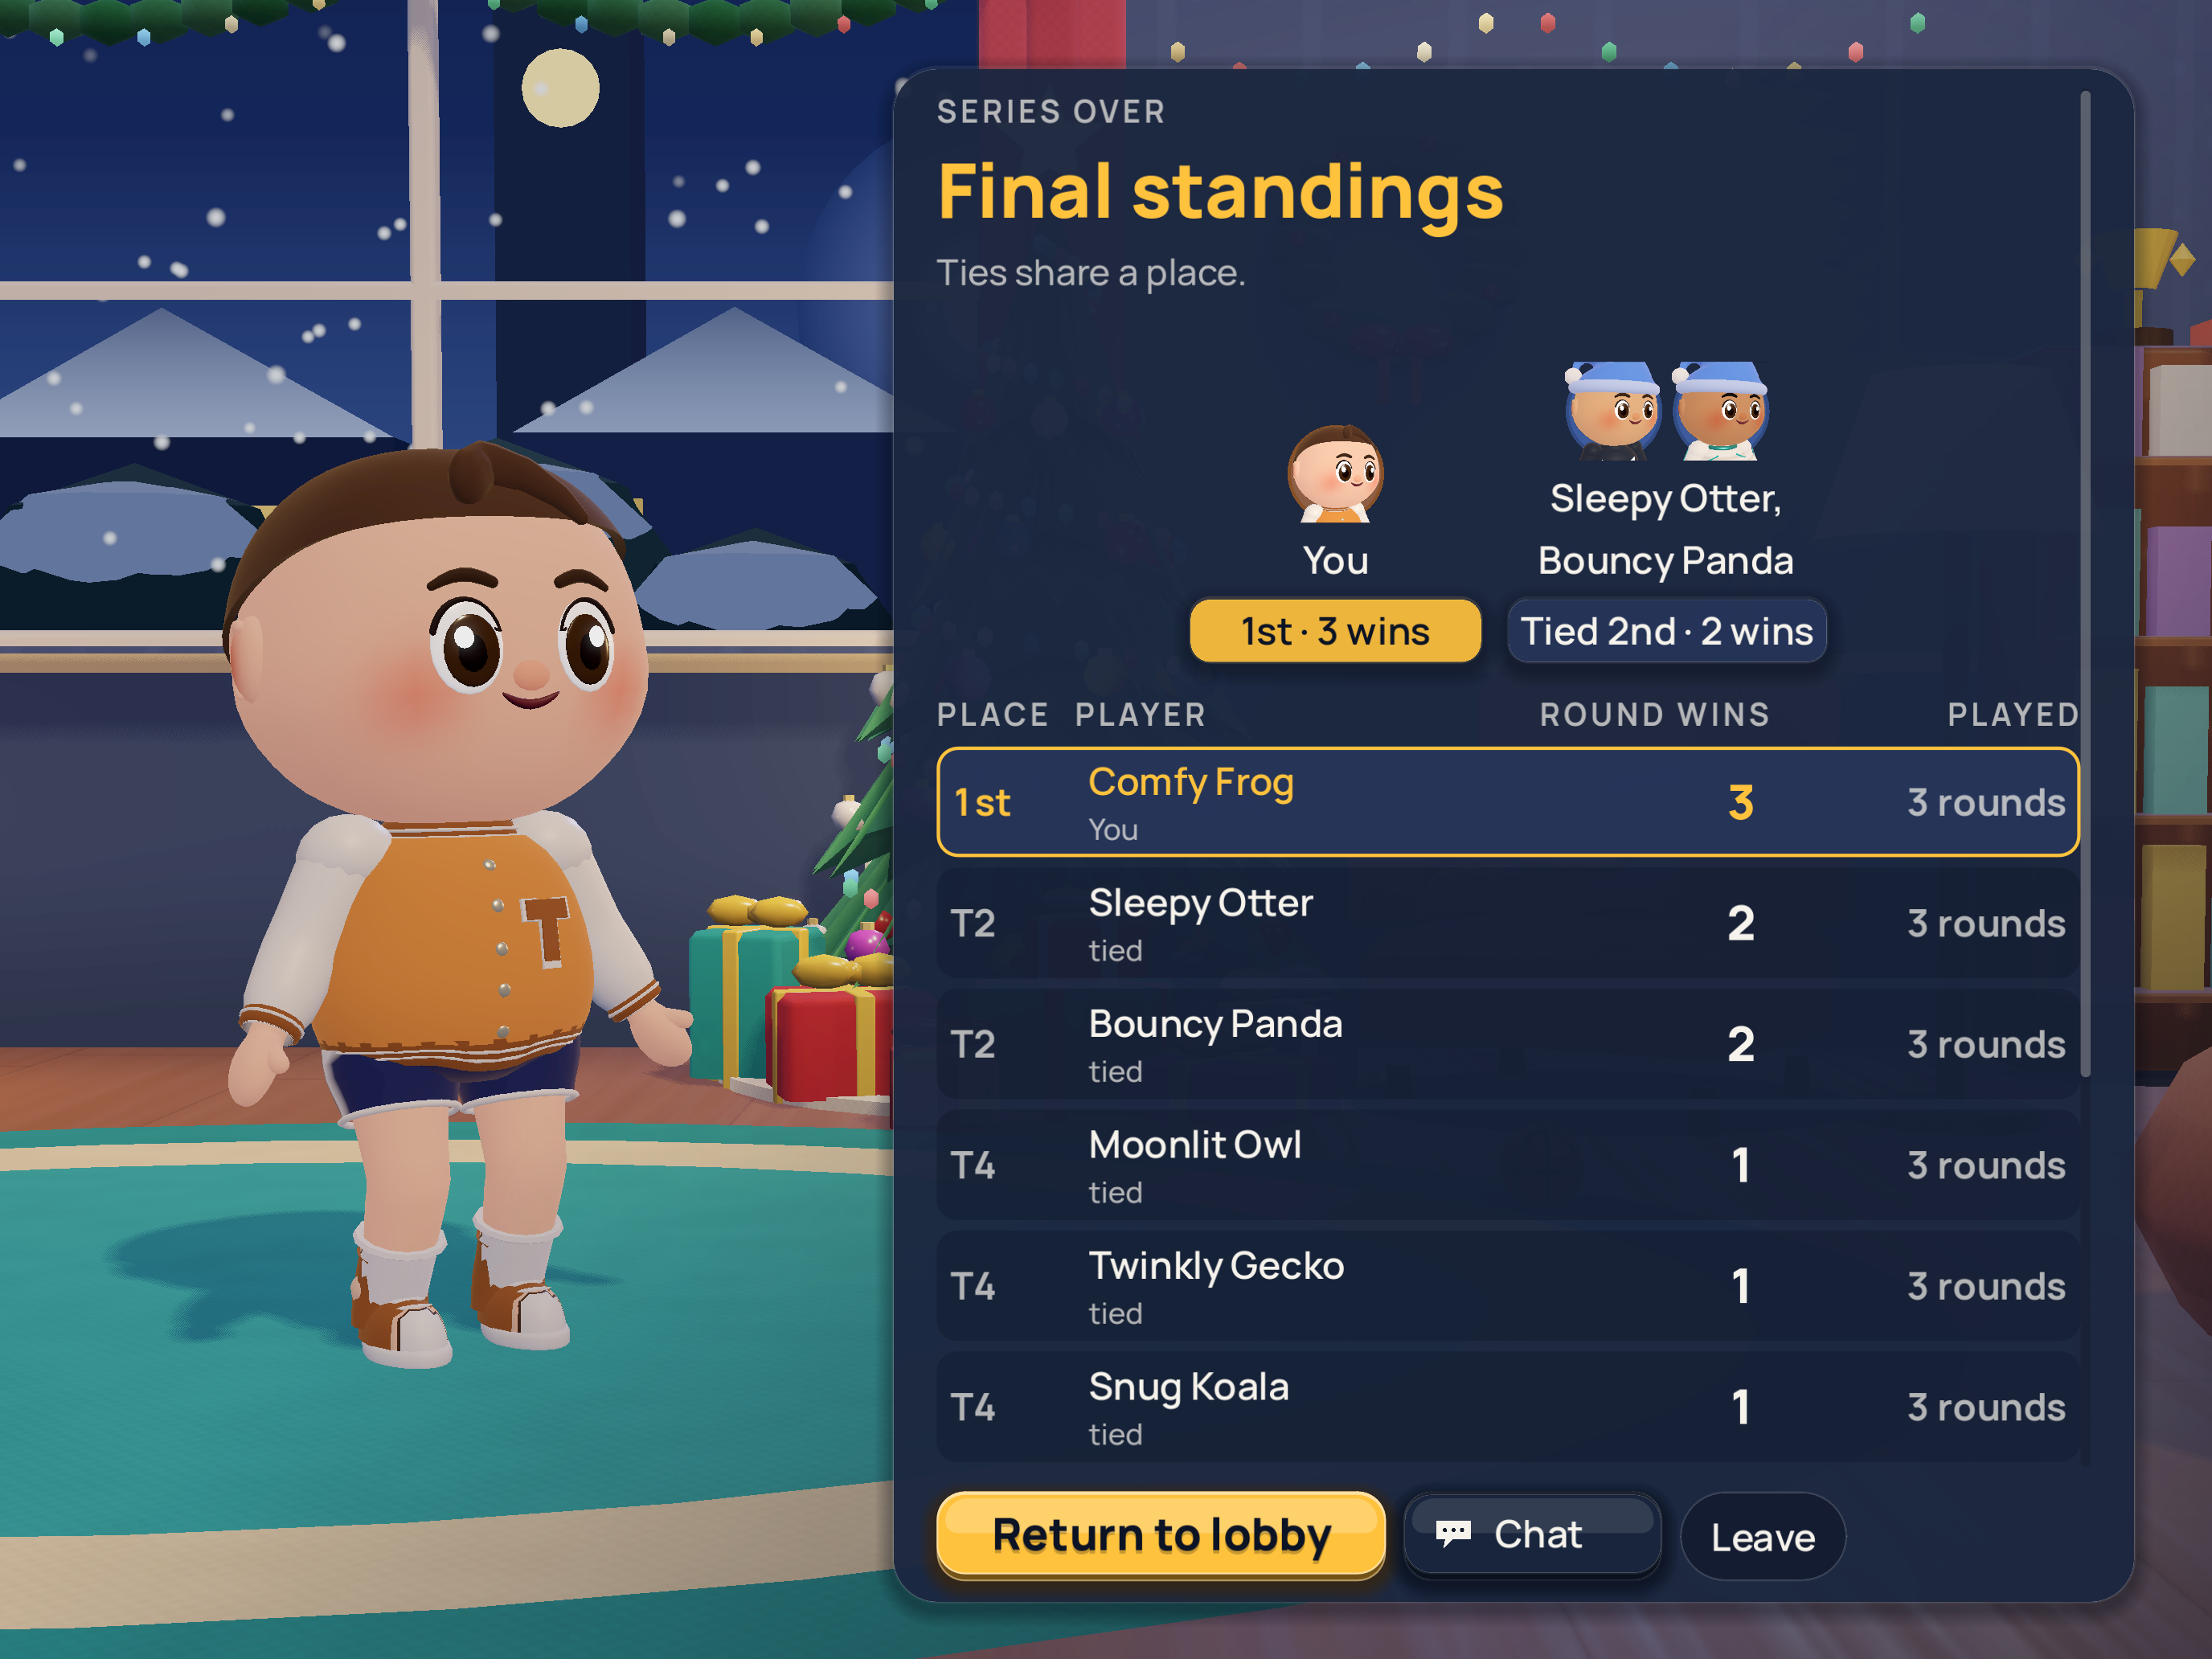 SERIES OVER
Final standings
Ties share a place.
You
1st · 3 wins
Sleepy Otter,
Bouncy Panda
Tied 2nd · 2 wins
PLACE PLAYER ROUND WINS PLAYED
1st Comfy Frog 3 3 rounds
You
T2 Sleepy Otter 2 3 rounds
tied
T2 Bouncy Panda 2 3 rounds
tied
T4 Moonlit Owl 1 3 rounds
tied
T4 Twinkly Gecko 1 3 rounds
tied
T4 Snug Koala 1 3 rounds
tied
Return to lobby Chat Leave
T